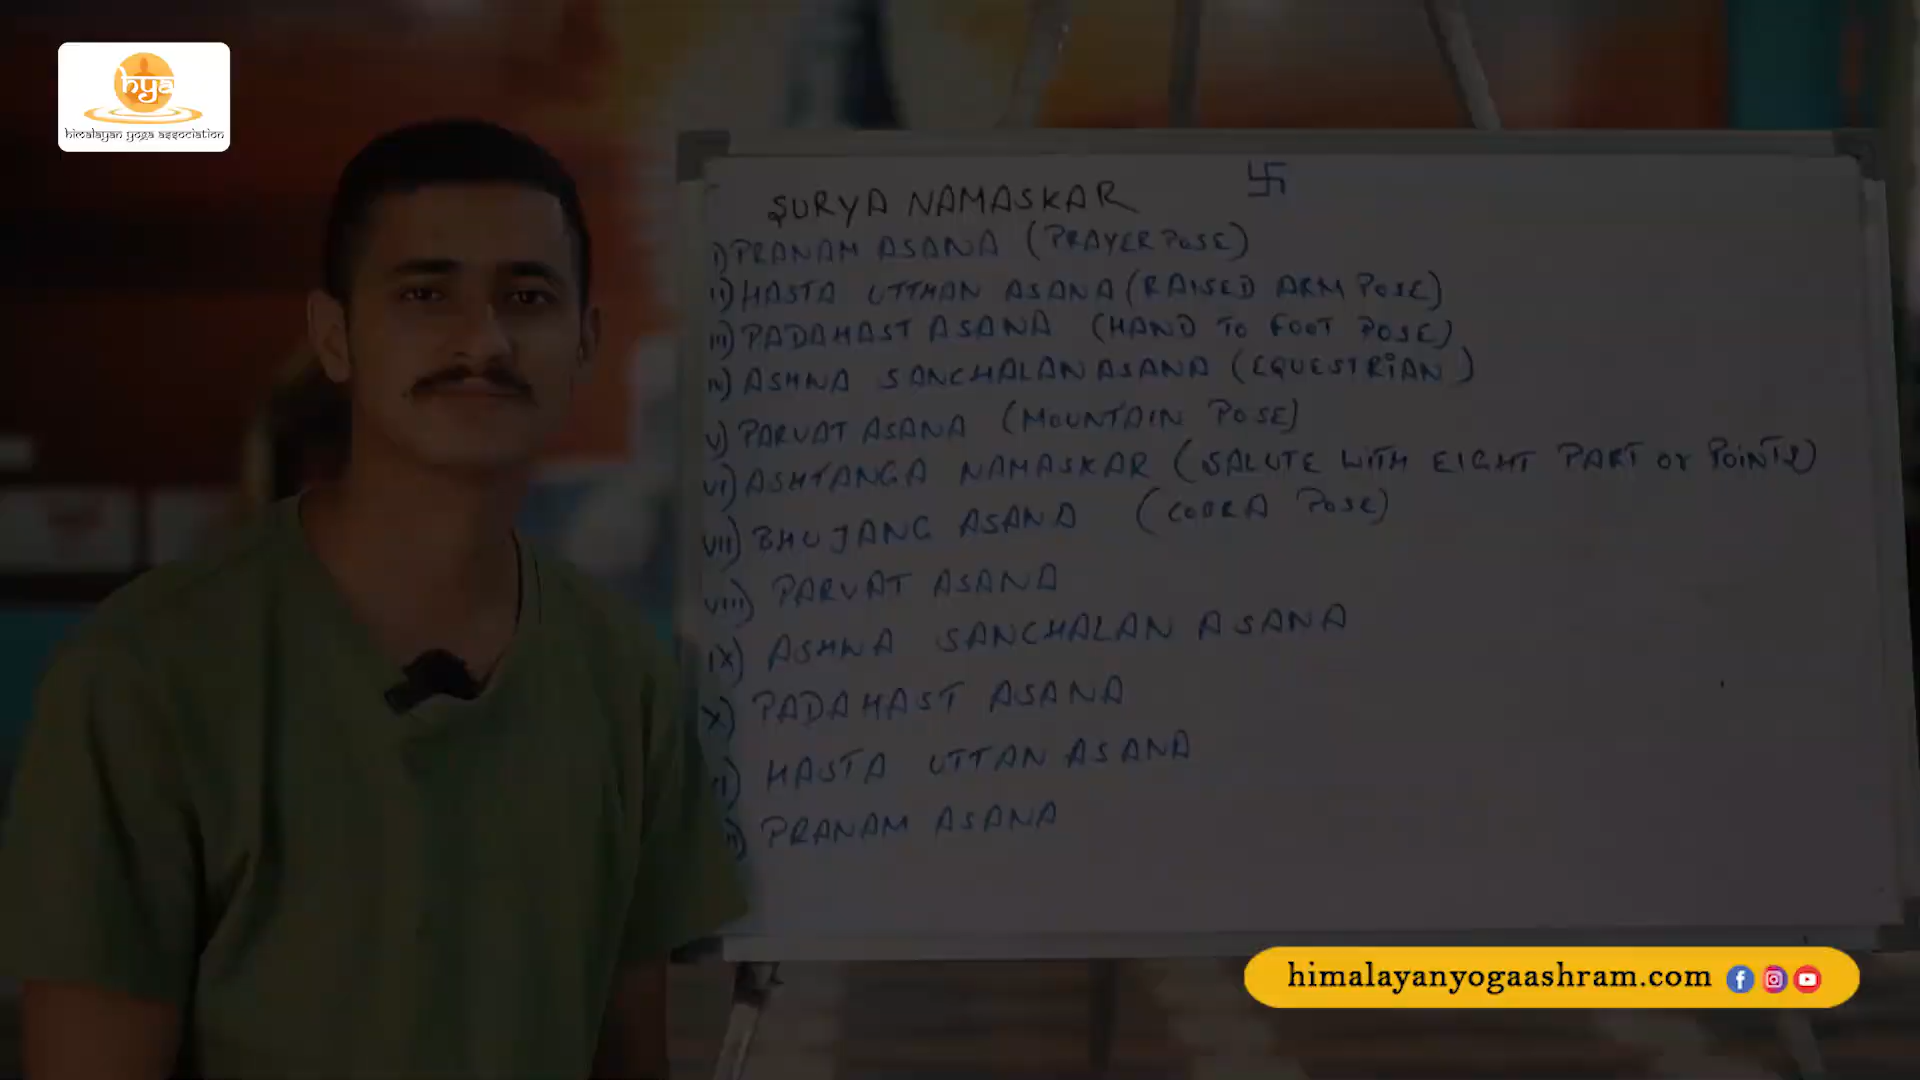 hya
himalayan yoga association
卐
SURYA NAMASKAR
I) PRANAM ASANA (PRAYER POSE)
II) HASTA UTTHAN ASANA (RAISED ARM POSE)
III) PADAHAST ASANA (HAND TO FOOT POSE)
IV) ASHWA SANCHALAN ASANA (EQUESTRIAN)
V) PARVAT ASANA (MOUNTAIN POSE)
VI) ASHTANGA NAMASKAR (SALUTE WITH EIGHT PART or POINTS)
VII) BHUJANG ASANA (COBRA POSE)
VIII) PARVAT ASANA
IX) ASHWA SANCHALAN ASANA
X) PADAHAST ASANA
I) HASTA UTTAN ASANA
II) PRANAM ASANA
himalayanyogaashram.com